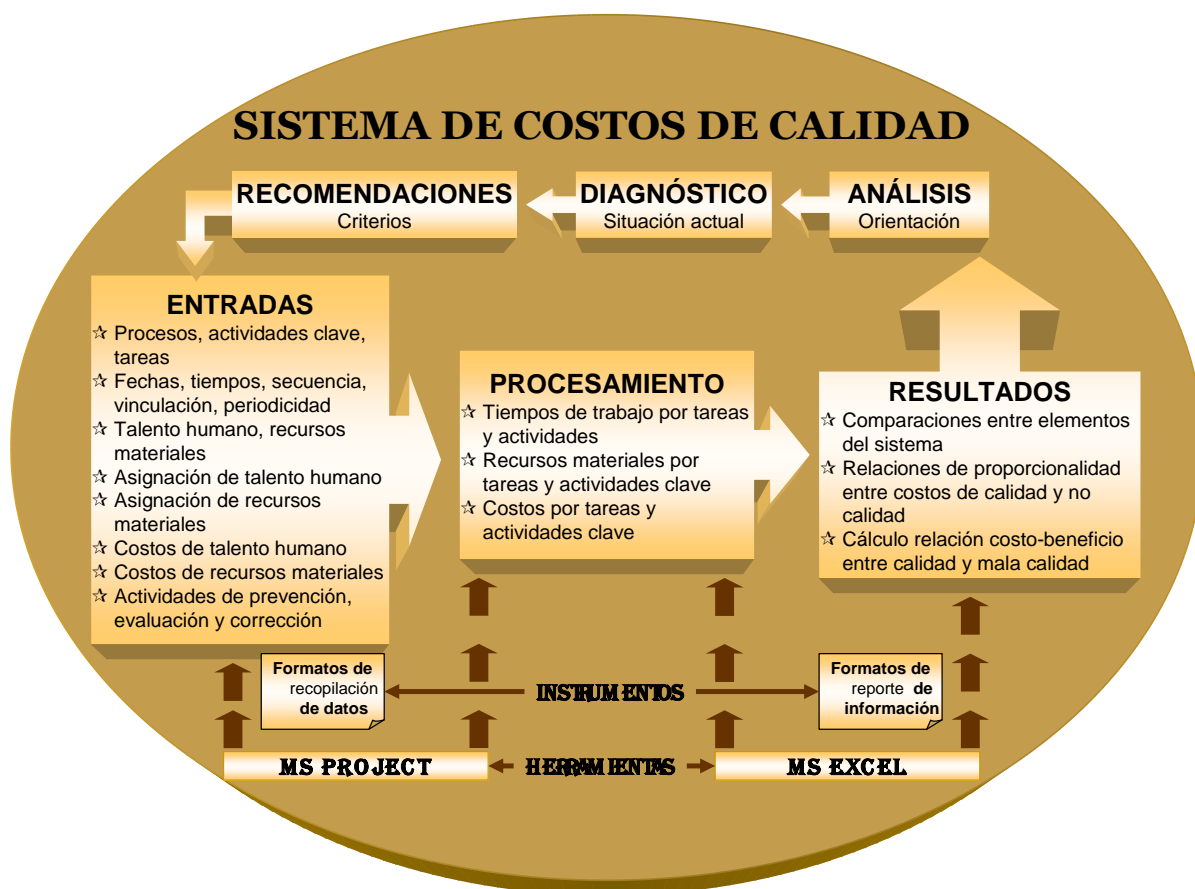 SISTEMA DE COSTOS DE CALIDAD
RECOMENDACIONES
Criterios
DIAGNÓSTICO
Situación actual
ANÁLISIS
Orientación
ENTRADAS
☆ Procesos, actividades clave,
tareas
☆ Fechas, tiempos, secuencia,
vinculación, periodicidad
☆ Talento humano, recursos
materiales
☆ Asignación de talento humano
☆ Asignación de recursos
materiales
☆ Costos de talento humano
☆ Costos de recursos materiales
☆ Actividades de prevención,
evaluación y corrección
PROCESAMIENTO
☆ Tiempos de trabajo por tareas
y actividades
☆ Recursos materiales por
tareas y actividades clave
☆ Costos por tareas y
actividades clave
RESULTADOS
☆ Comparaciones entre elementos
del sistema
☆ Relaciones de proporcionalidad
entre costos de calidad y no
calidad
☆ Cálculo relación costo-beneficio
entre calidad y mala calidad
Formatos de
recopilación
de datos
INSTRUMENTOS
Formatos de
reporte de
información
MS PROJECT
HERRAMIENTAS
MS EXCEL